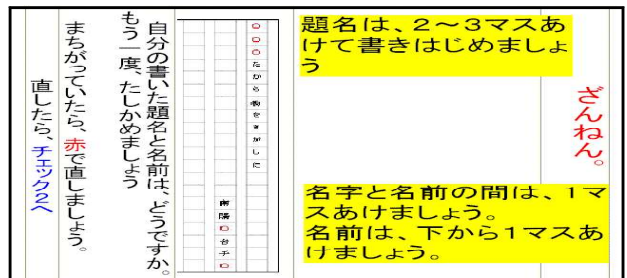 ざんねん。
題名は、2～3マスあ
けて書きはじめましょ
う
名字と名前の間は、1マ
スあけましょう。
名前は、下から1マスあ
けましょう。
○○○たから物をさがしに
南陽○台子○
自分の書いた題名と名前は、どうですか。
もう一度、たしかめましょう
まちがっていたら、赤で直しましょう。
直したら、チェック2へ